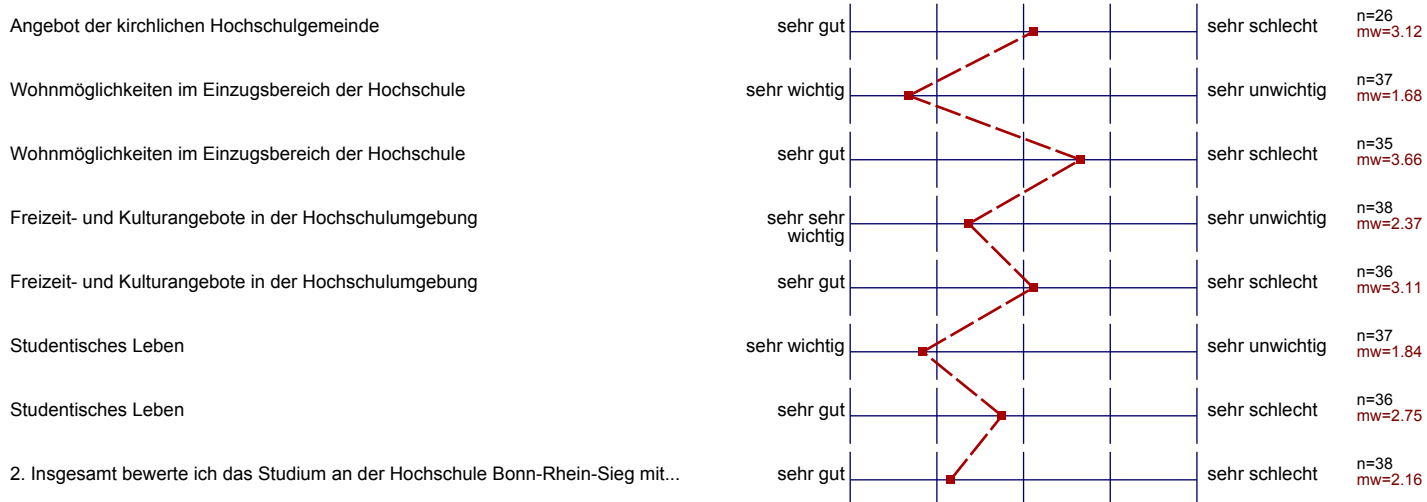 Angebot der kirchlichen Hochschulgemeinde sehr gut sehr schlecht n=26
mw=3.12
Wohnmöglichkeiten im Einzugsbereich der Hochschule sehr wichtig sehr unwichtig n=37
mw=1.68
Wohnmöglichkeiten im Einzugsbereich der Hochschule sehr gut sehr schlecht n=35
mw=3.66
Freizeit- und Kulturangebote in der Hochschulumgebung sehr sehr sehr unwichtig n=38
wichtig mw=2.37
Freizeit- und Kulturangebote in der Hochschulumgebung sehr gut sehr schlecht n=36
mw=3.11
Studentisches Leben sehr wichtig sehr unwichtig n=37
mw=1.84
Studentisches Leben sehr gut sehr schlecht n=36
mw=2.75
2. Insgesamt bewerte ich das Studium an der Hochschule Bonn-Rhein-Sieg mit... sehr gut sehr schlecht n=38
mw=2.16